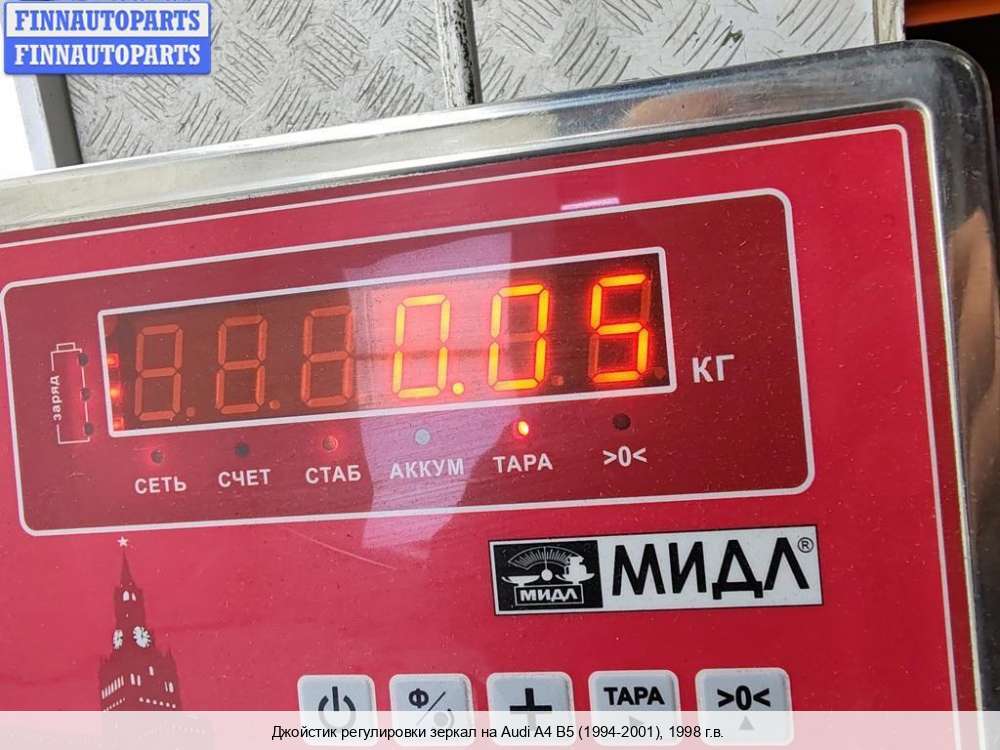 FINNAUTOPARTS
FINNAUTOPARTS
0.05
КГ
заряд
СЕТЬ СЧЕТ СТАБ АККУМ ТАРА >0<
МИДЛ МИДЛ®
Ф/% + ТАРА >0<
Джойстик регулировки зеркал на Audi A4 B5 (1994-2001), 1998 г.в.